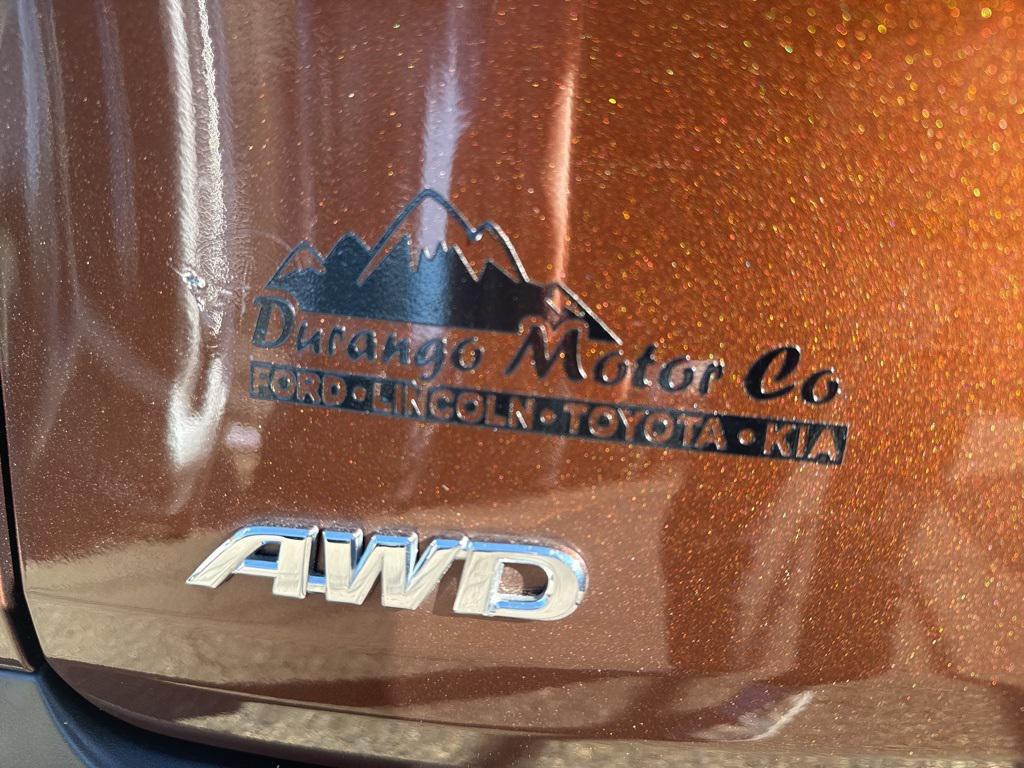 Durango Motor Co
FORD • LINCOLN • TOYOTA • KIA
AWD